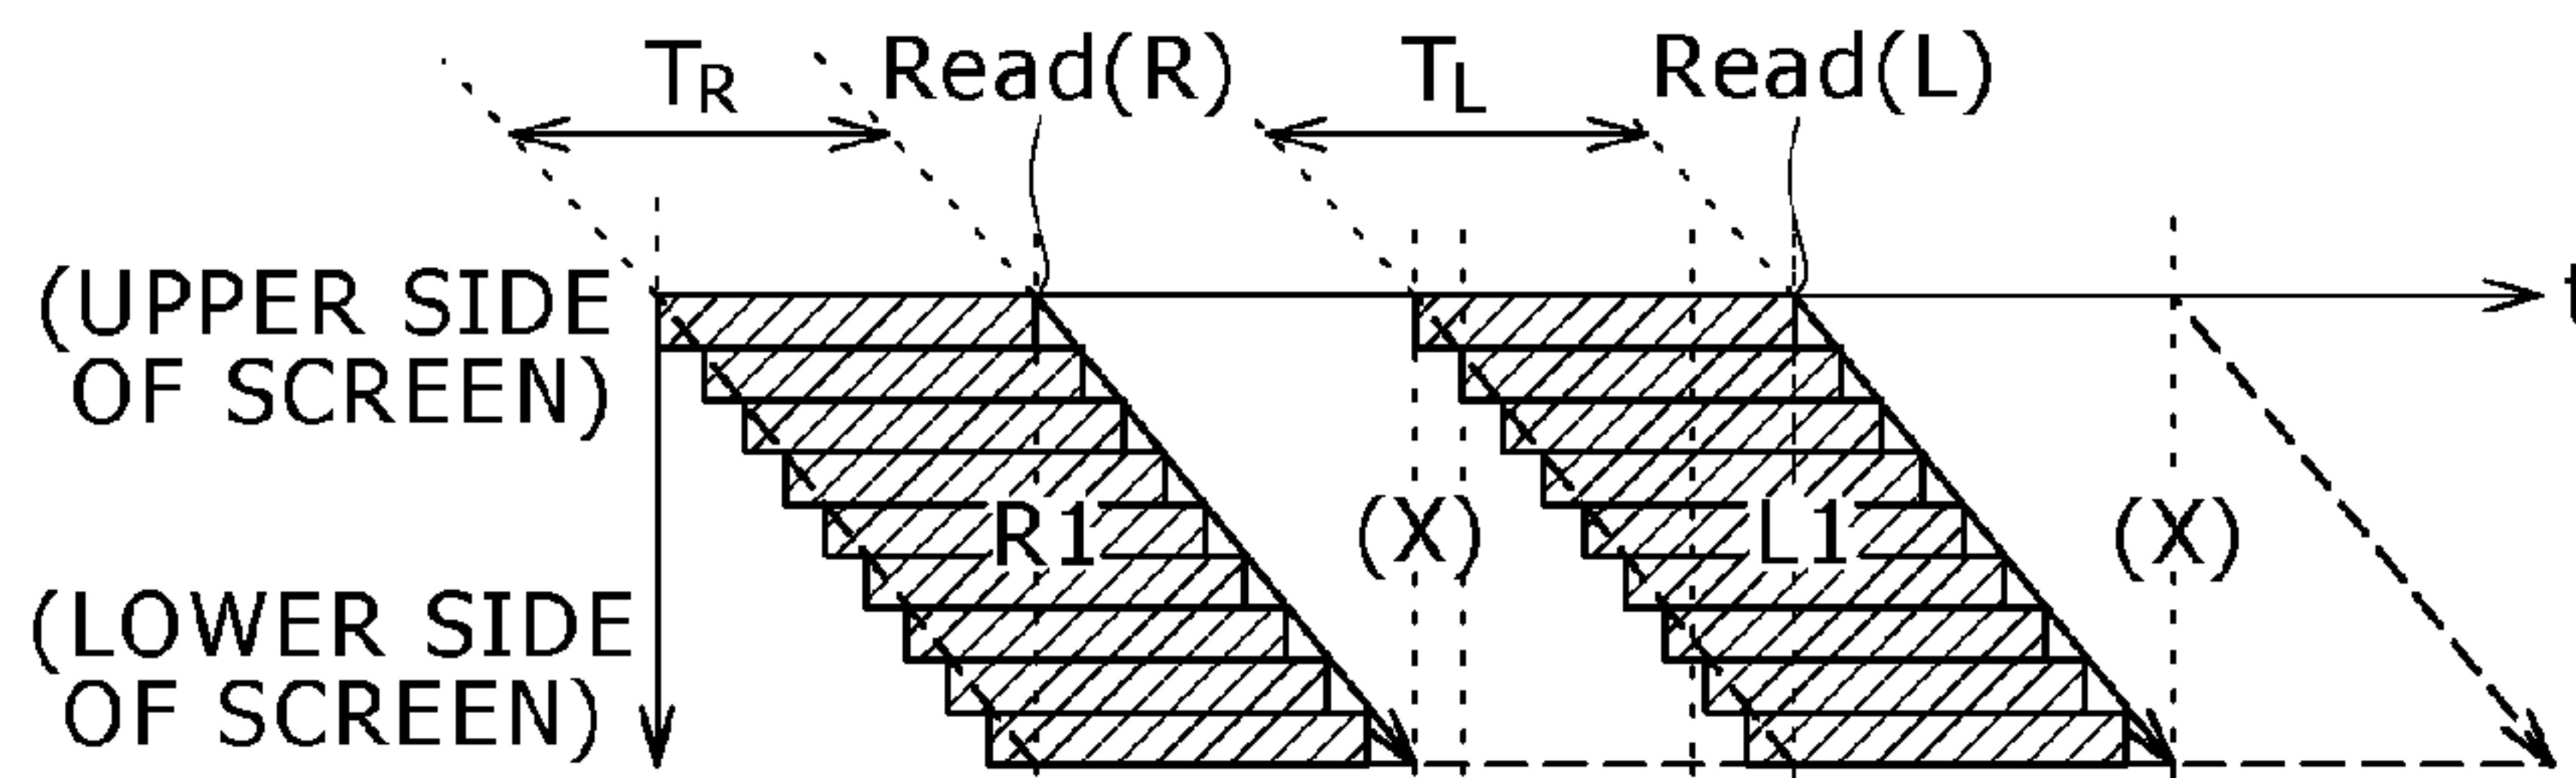 TR Read(R) TL Read(L)
(UPPER SIDE
OF SCREEN)
t
R1 (X) L1 (X)
(LOWER SIDE
OF SCREEN)